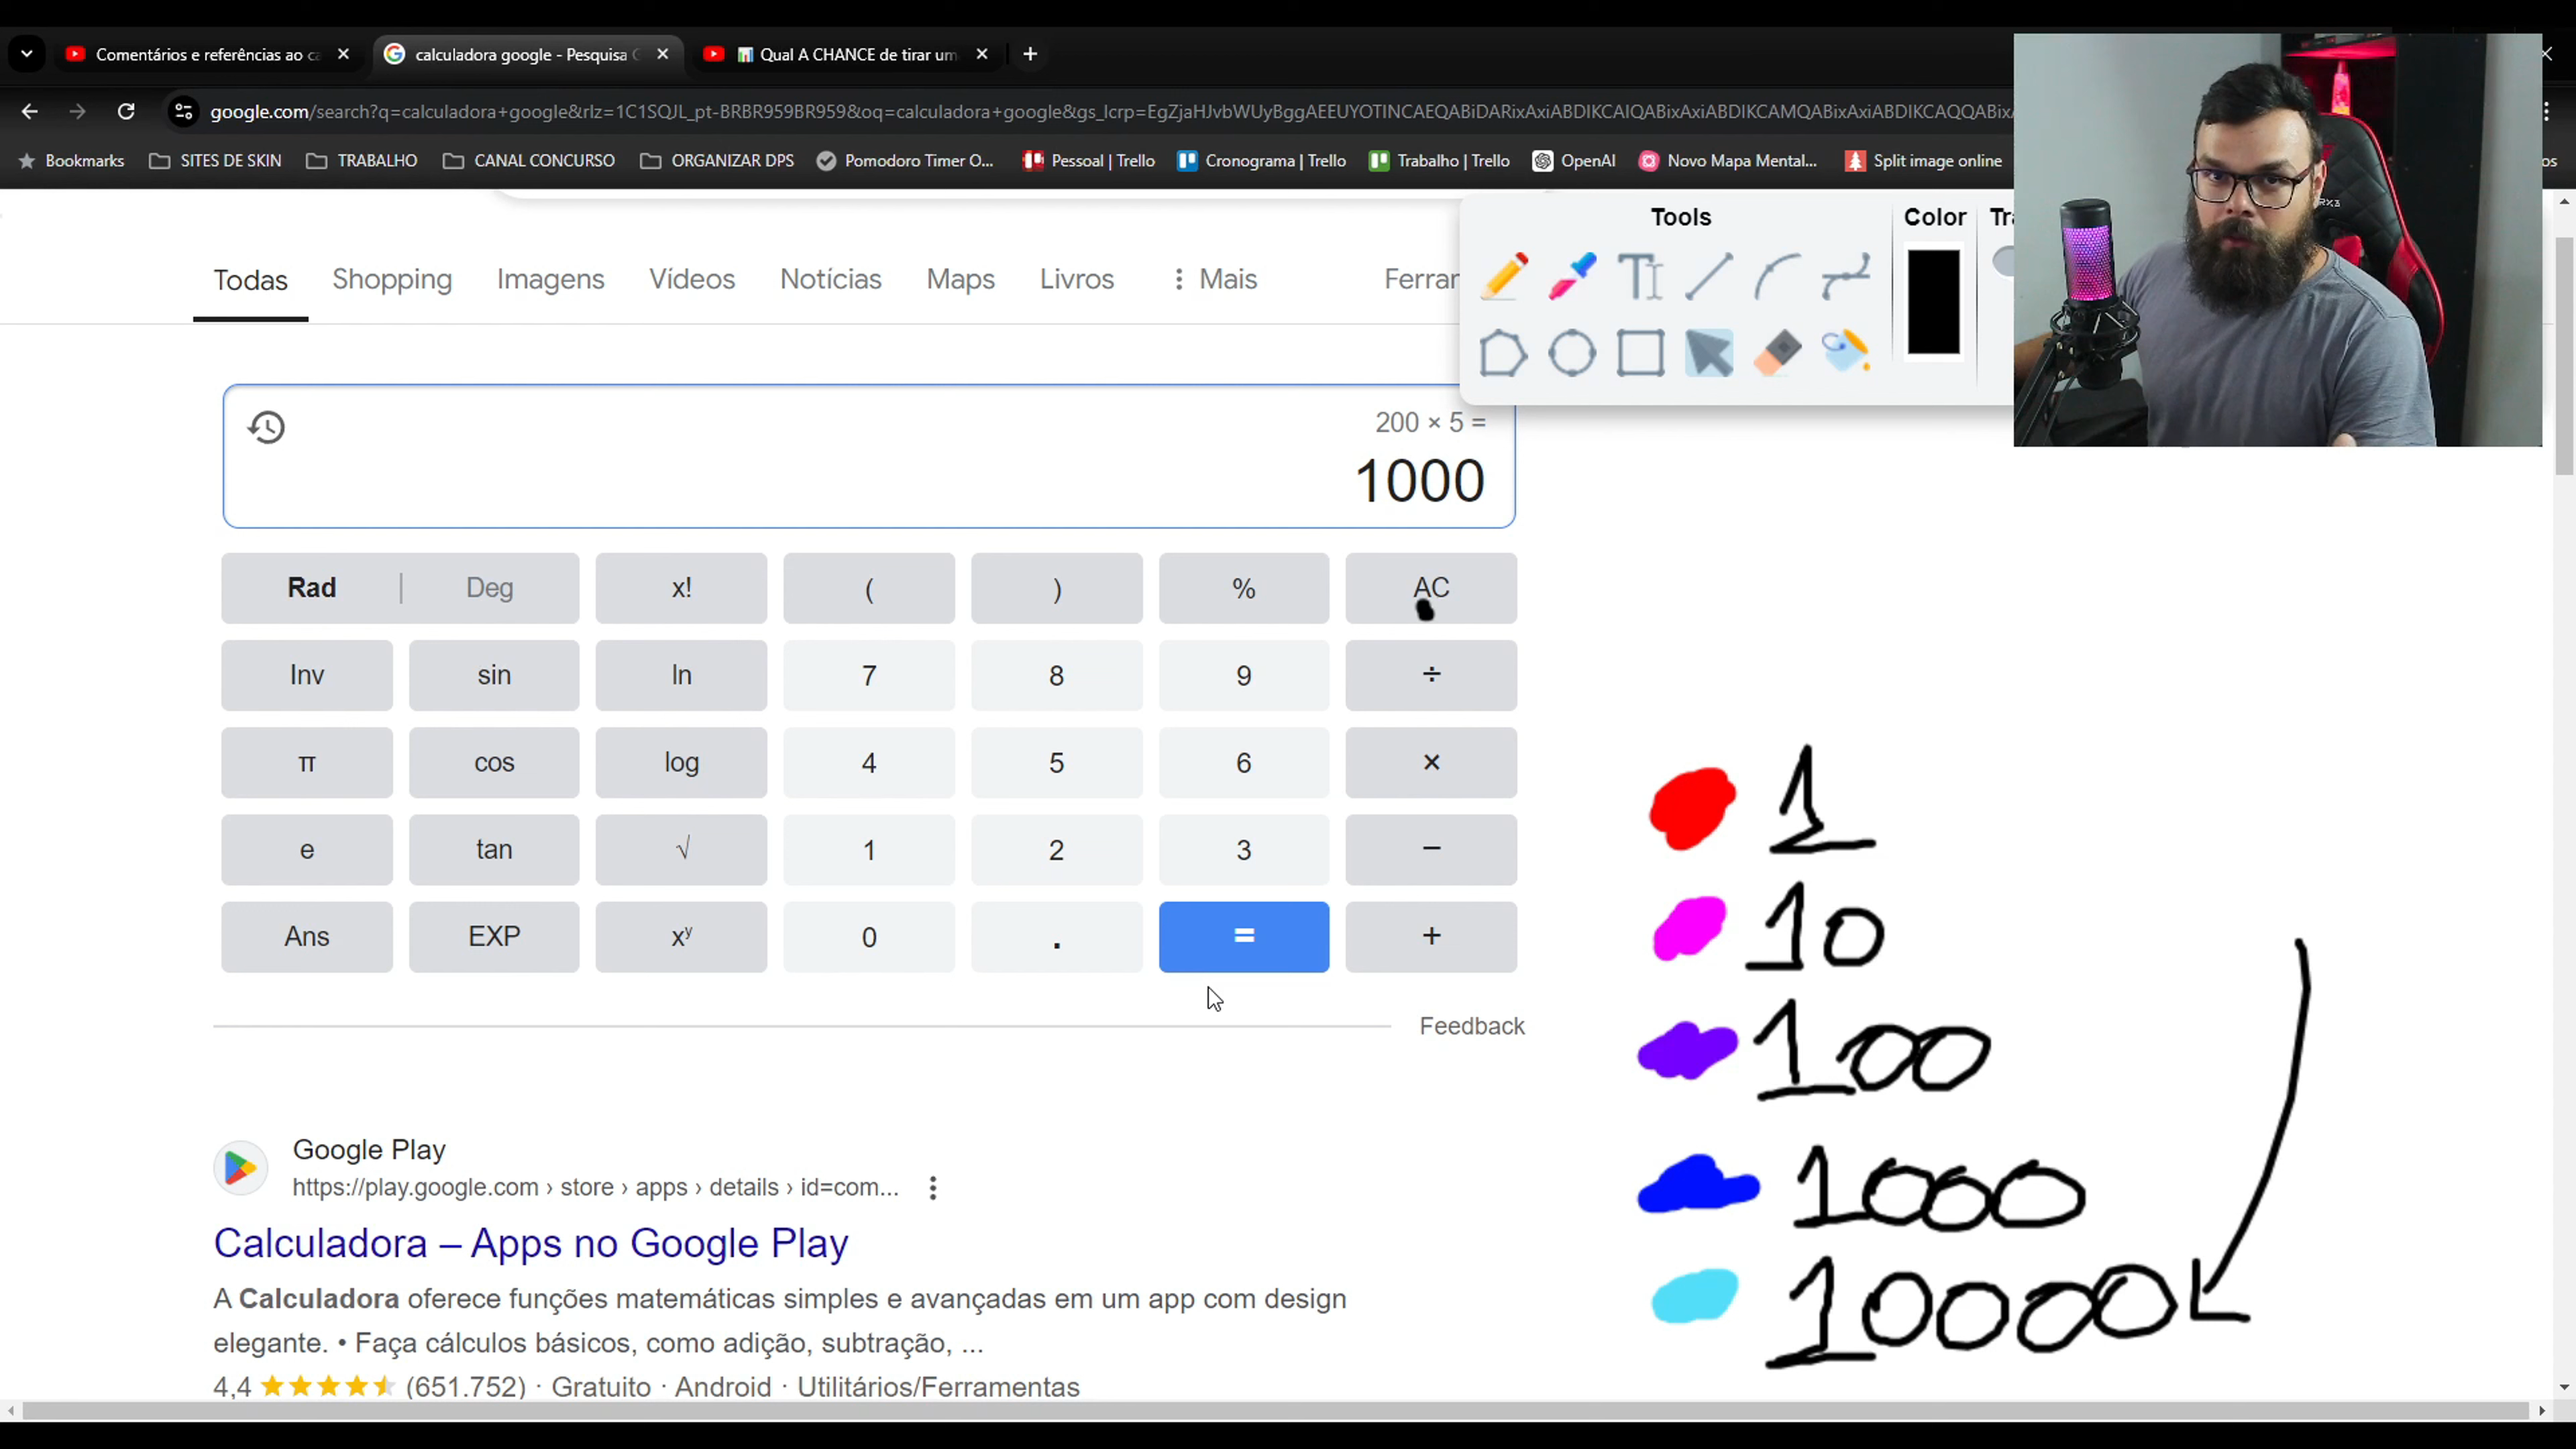 Comentários e referências ao ca
calculadora google - Pesquisa G
Qual A CHANCE de tirar um
google.com/search?q=calculadora+google&rlz=1C1SQJL_pt-BRBR959BR959&oq=calculadora+google&gs_lcrp=EgZjaHJvbWUyBggAEEUYOTINCAEQABiDARixAxiABDIKCAIQABixAxiABDIKCAMQABixAxiABDIKCAQQABix
Bookmarks
SITES DE SKIN
TRABALHO
CANAL CONCURSO
ORGANIZAR DPS
Pomodoro Timer O...
Pessoal | Trello
Cronograma | Trello
Trabalho | Trello
OpenAI
Novo Mapa Mental...
Split image online
os
Tools
Color
Tra
Todas
Shopping
Imagens
Vídeos
Notícias
Maps
Livros
Mais
Ferrar
200 × 5 =
1000
Rad | Deg x! ( ) % AC
Inv sin ln 7 8 9 ÷
π cos log 4 5 6 ×
e tan √ 1 2 3 −
Ans EXP xʸ 0 . = +
Feedback
1
10
100
1000
10000
Google Play
https://play.google.com › store › apps › details › id=com...
Calculadora – Apps no Google Play
A Calculadora oferece funções matemáticas simples e avançadas em um app com design
elegante. • Faça cálculos básicos, como adição, subtração, ...
4,4 (651.752) · Gratuito · Android · Utilitários/Ferramentas